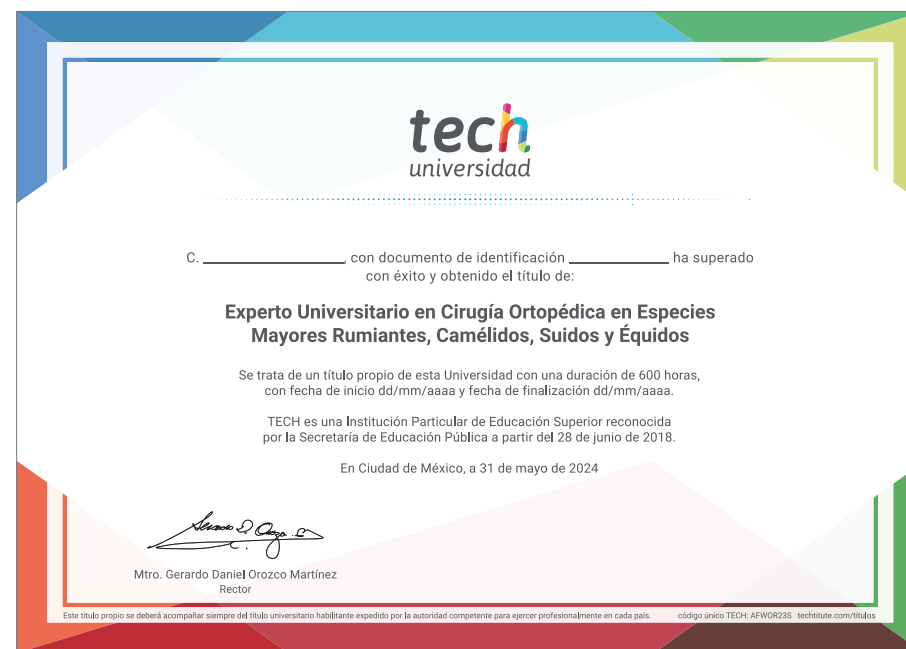 tech
universidad
C. ____________________, con documento de identificación ______________ ha superado
con éxito y obtenido el título de:
Experto Universitario en Cirugía Ortopédica en Especies
Mayores Rumiantes, Camélidos, Suidos y Équidos
Se trata de un título propio de esta Universidad con una duración de 600 horas,
con fecha de inicio dd/mm/aaaa y fecha de finalización dd/mm/aaaa.
TECH es una Institución Particular de Educación Superior reconocida
por la Secretaría de Educación Pública a partir del 28 de junio de 2018.
En Ciudad de México, a 31 de mayo de 2024
Mtro. Gerardo Daniel Orozco Martínez
Rector
Este título propio se deberá acompañar siempre del título universitario habilitante expedido por la autoridad competente para ejercer profesionalmente en cada país. código único TECH: AFWOR23S techtitute.com/titulos